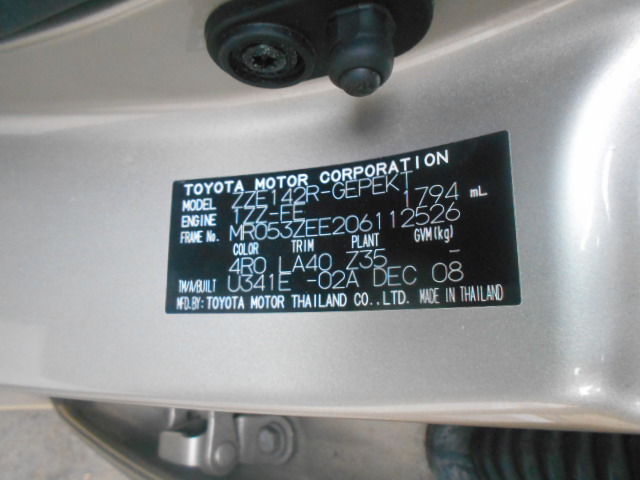 TOYOTA MOTOR CORPORATION
MODEL ZZE142R-GEPEKT
ENGINE 1ZZ-FE 1794 mL
FRAME No. MR053ZEE206112526
COLOR TRIM PLANT GVM(kg)
4R0 LA40 Z35 -
TM/A/BUILT U341E -02A DEC 08
MFD.BY: TOYOTA MOTOR THAILAND CO.,LTD. MADE IN THAILAND